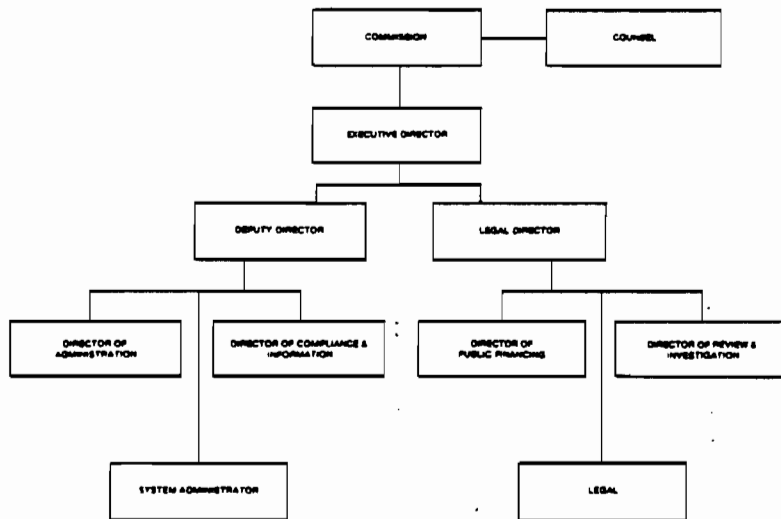 COMMISSION
COUNSEL
EXECUTIVE DIRECTOR
DEPUTY DIRECTOR
LEGAL DIRECTOR
DIRECTOR OF
ADMINISTRATION
DIRECTOR OF COMPLIANCE &
INFORMATION
DIRECTOR OF
PUBLIC FINANCING
DIRECTOR OF REVIEW &
INVESTIGATION
SYSTEM ADMINISTRATOR
LEGAL